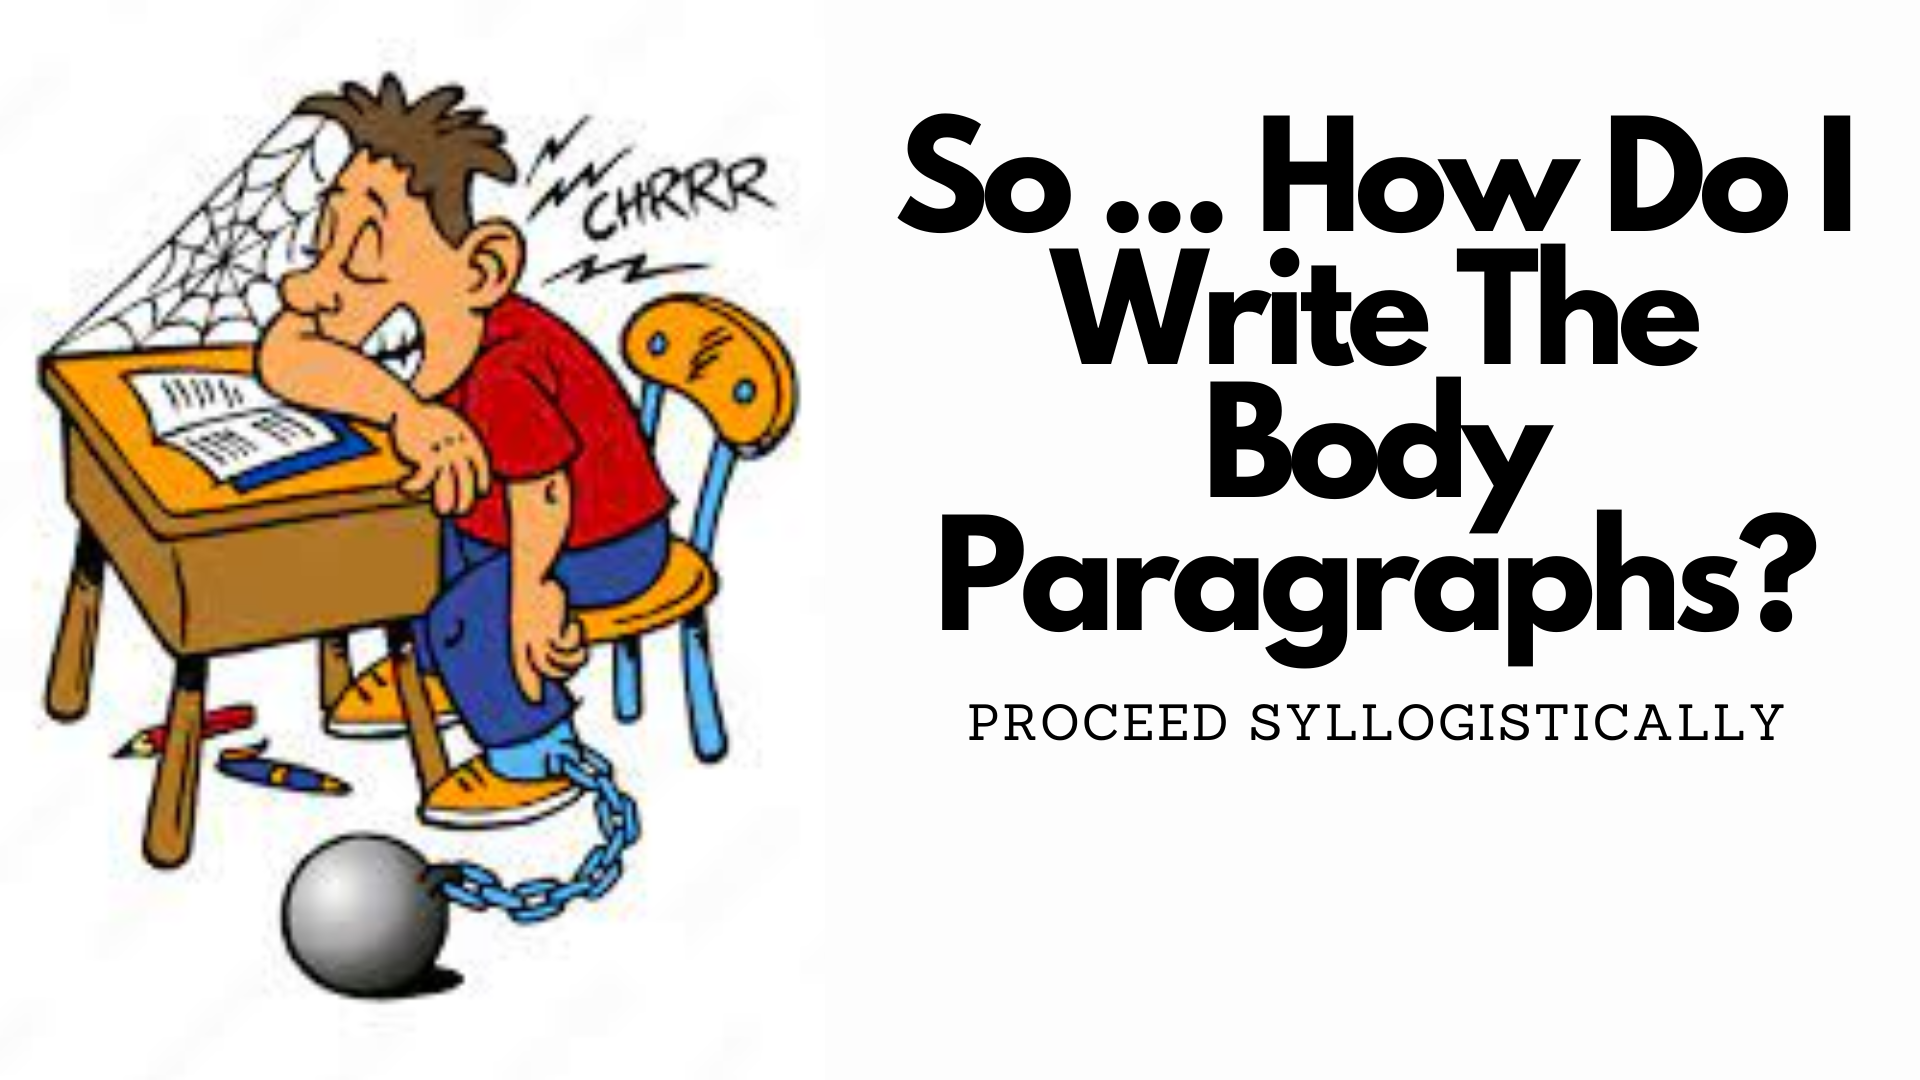 CHRRR
So ... How Do I
Write The
Body
Paragraphs?
PROCEED SYLLOGISTICALLY